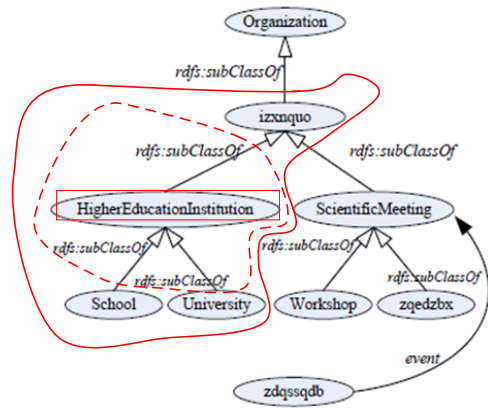 Organization
rdfs:subClassOf
izxnquo
rdfs:subClassOf
rdfs:subClassOf
HigherEducationInstitution
ScientificMeeting
rdfs:subClassOf
rdfs:subClassOf
rdfs:subClassOf
rdfs:subClassOf
School
University
Workshop
zqedzbx
event
zdqssqdb